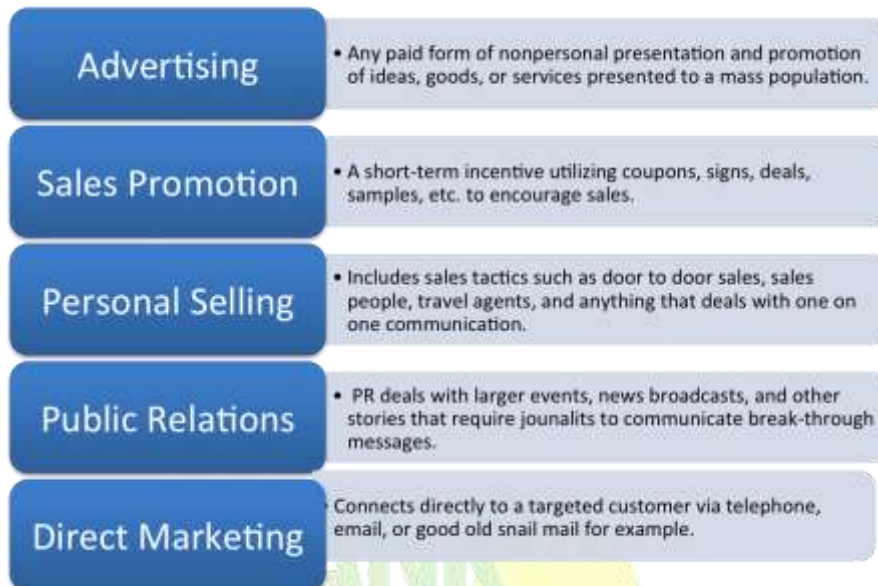 Advertising
• Any paid form of nonpersonal presentation and promotion
of ideas, goods, or services presented to a mass population.
Sales Promotion
• A short-term incentive utilizing coupons, signs, deals,
samples, etc. to encourage sales.
Personal Selling
• Includes sales tactics such as door to door sales, sales
people, travel agents, and anything that deals with one on
one communication.
Public Relations
• PR deals with larger events, news broadcasts, and other
stories that require jounalits to communicate break-through
messages.
Direct Marketing
• Connects directly to a targeted customer via telephone,
email, or good old snail mail for example.